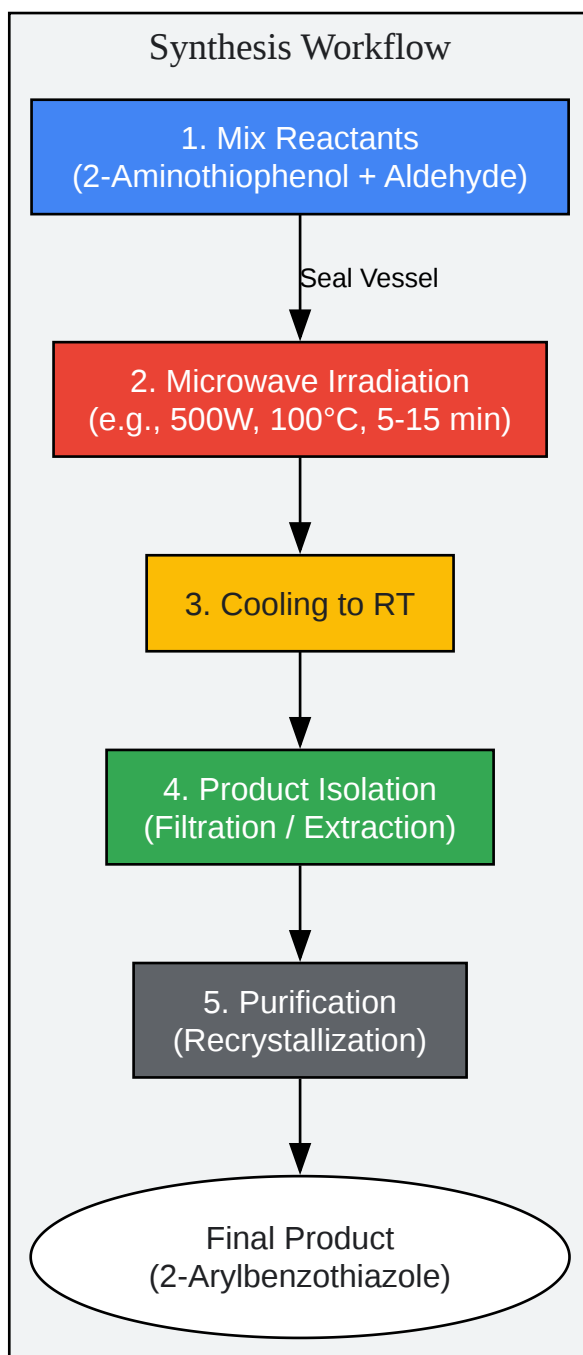 Synthesis Workflow
1. Mix Reactants
(2-Aminothiophenol + Aldehyde)
Seal Vessel
2. Microwave Irradiation
(e.g., 500W, 100°C, 5-15 min)
3. Cooling to RT
4. Product Isolation
(Filtration / Extraction)
5. Purification
(Recrystallization)
Final Product
(2-Arylbenzothiazole)